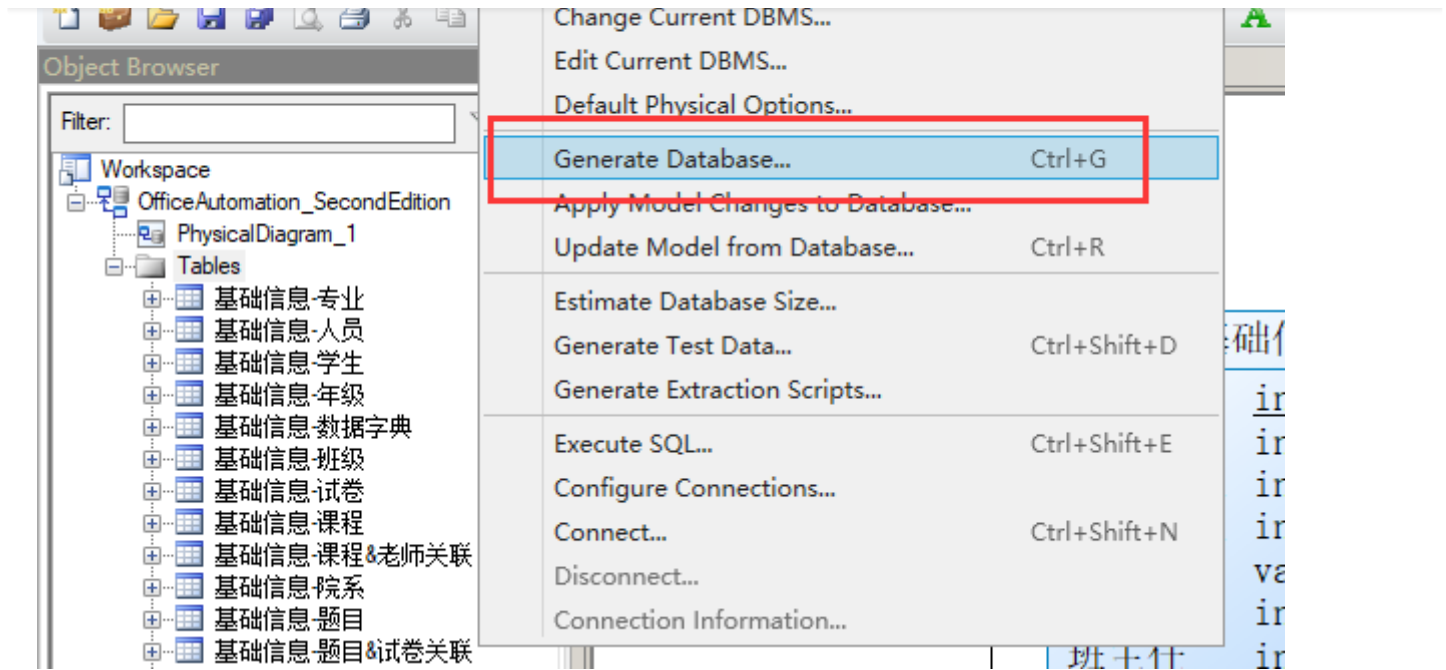 Change Current DBMS...
Object Browser
Edit Current DBMS...
Default Physical Options...
Filter:
Generate Database... Ctrl+G
Workspace
OfficeAutomation_SecondEdition
Apply Model Changes to Database...
PhysicalDiagram_1
Update Model from Database... Ctrl+R
Tables
基础信息-专业
Estimate Database Size...
基础信息-人员
Generate Test Data... Ctrl+Shift+D
基础信息-学生
Generate Extraction Scripts...
基础信息-年级
基础信息-数据字典
Execute SQL... Ctrl+Shift+E
基础信息-班级
Configure Connections...
基础信息-试卷
基础信息-课程
Connect... Ctrl+Shift+N
基础信息-课程&老师关联
Disconnect...
基础信息-院系
基础信息-题目
Connection Information...
基础信息-题目&试卷关联
班主任